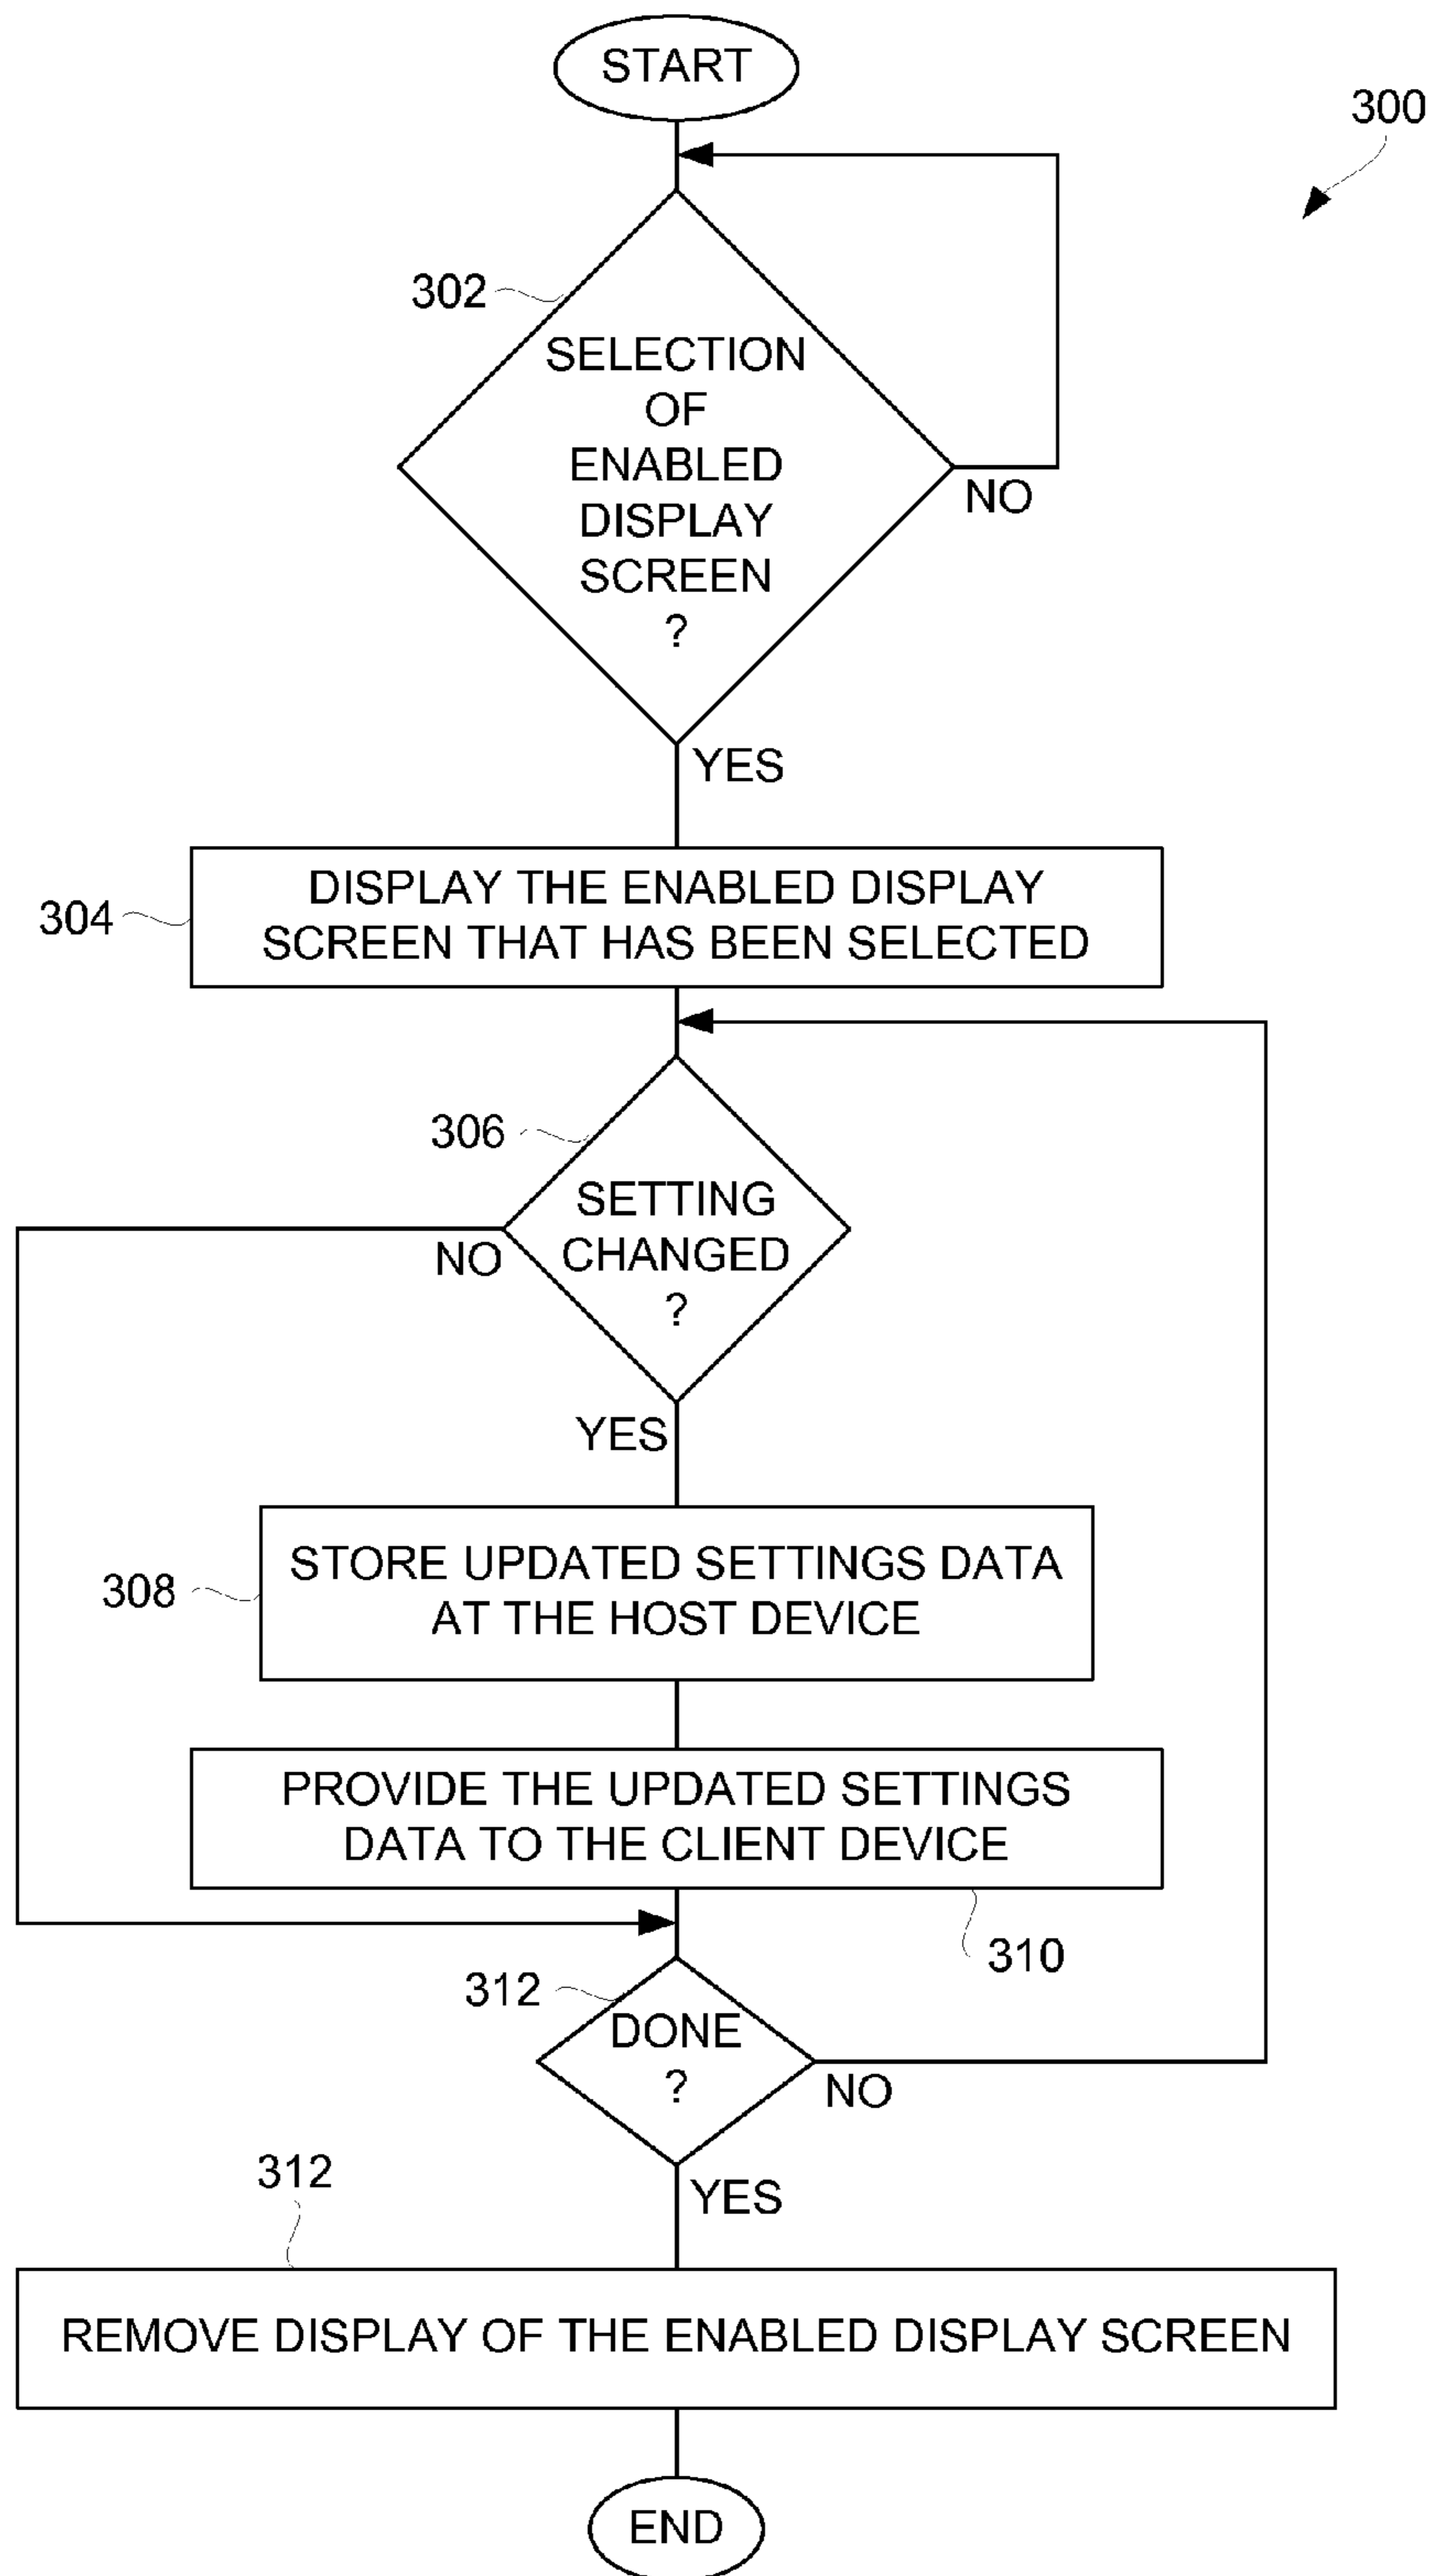 START
300
302
SELECTION
OF
ENABLED
DISPLAY
SCREEN
?
NO
YES
304
DISPLAY THE ENABLED DISPLAY
SCREEN THAT HAS BEEN SELECTED
306
SETTING
CHANGED
?
NO
YES
308
STORE UPDATED SETTINGS DATA
AT THE HOST DEVICE
PROVIDE THE UPDATED SETTINGS
DATA TO THE CLIENT DEVICE
310
312
DONE
?
NO
YES
312
REMOVE DISPLAY OF THE ENABLED DISPLAY SCREEN
END